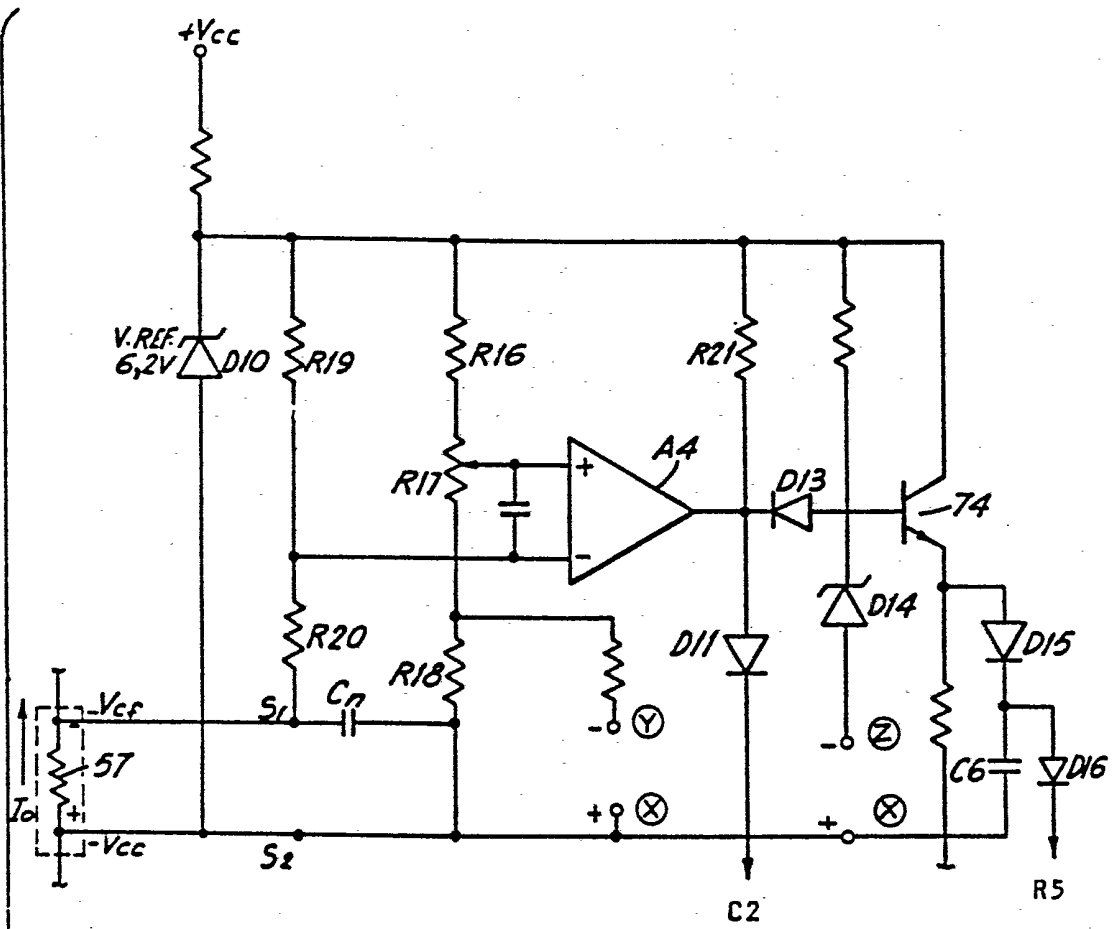 +Vcc
V.REF.
6,2V
D10
R19
R16
R21
R17
+
-
A4
D13
74
R20
R18
D11
D14
D15
-Vcf
-
S1
Cn
- Y
- Z
57
Io
+
+ X
+ X
C6
D16
-Vcc
S2
C2
R5